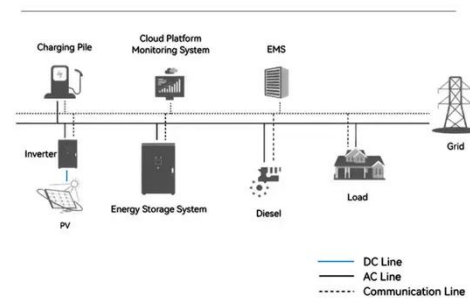 Cloud Platform
Monitoring System
Charging Pile
EMS
Grid
Inverter
Energy Storage System
Diesel
Load
PV
DC Line
AC Line
Communication Line